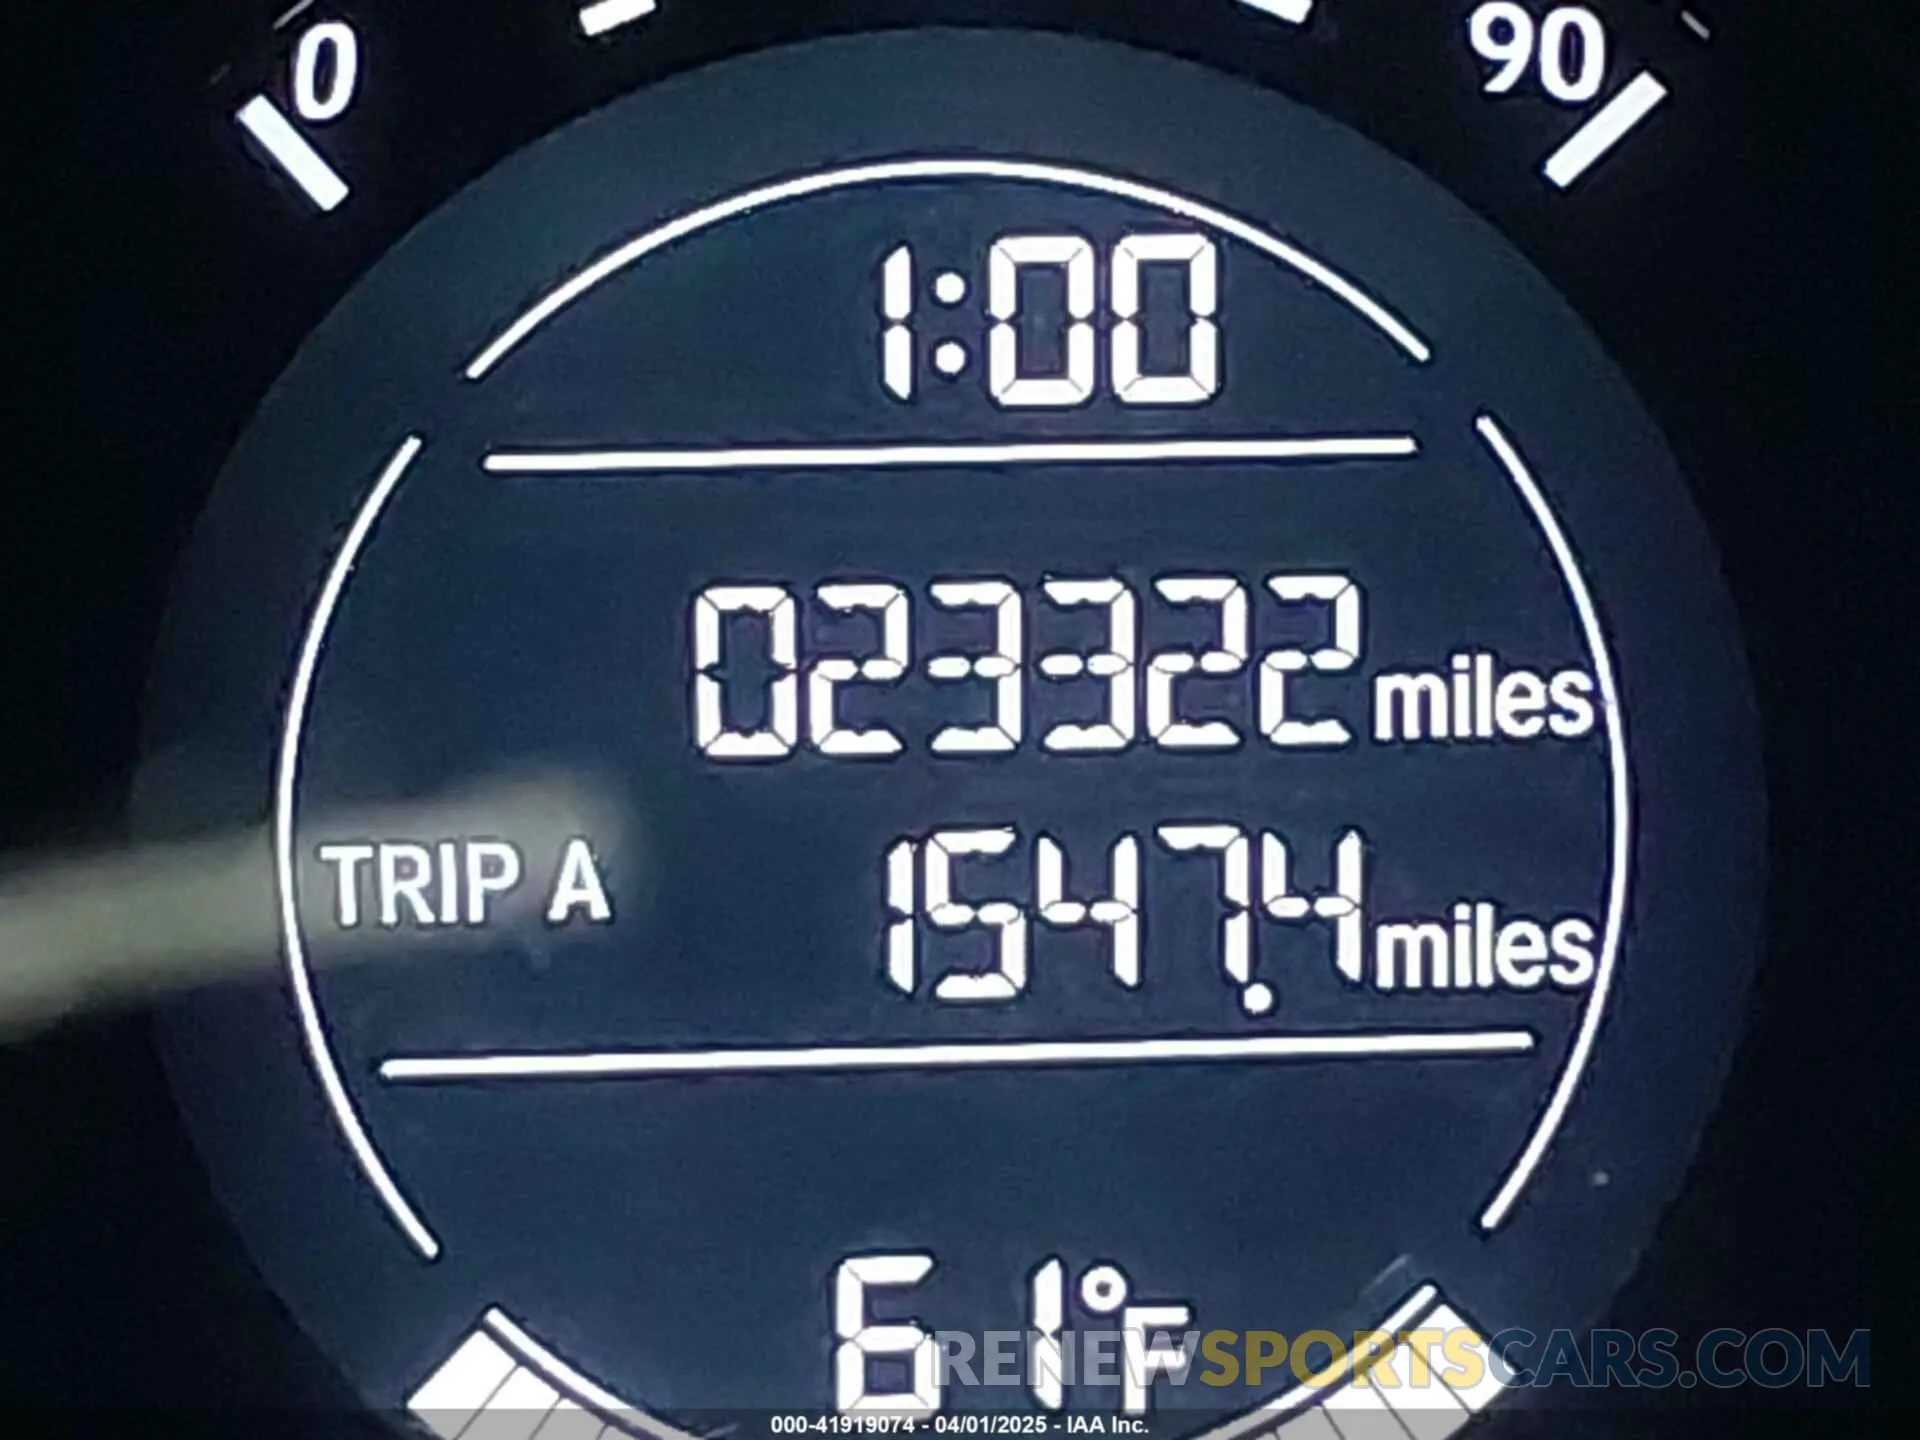 0 90
1:00
023322 miles
TRIP A 1547.4 miles
61°F
RENEWSPORTSCARS.COM
000-41919074 - 04/01/2025 - IAA Inc.